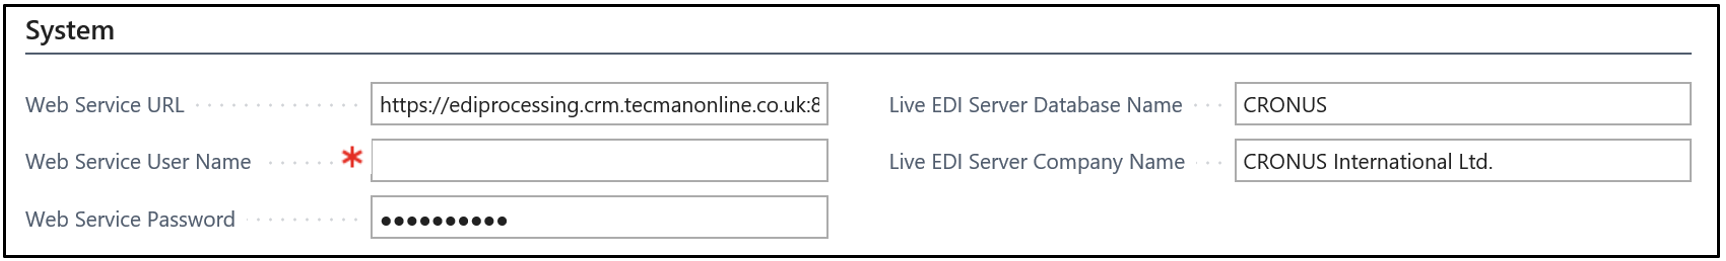 System
Web Service URL
https://ediprocessing.crm.tecmanonline.co.uk:8
Live EDI Server Database Name
CRONUS
Web Service User Name
*
Live EDI Server Company Name
CRONUS International Ltd.
Web Service Password
●●●●●●●●●●